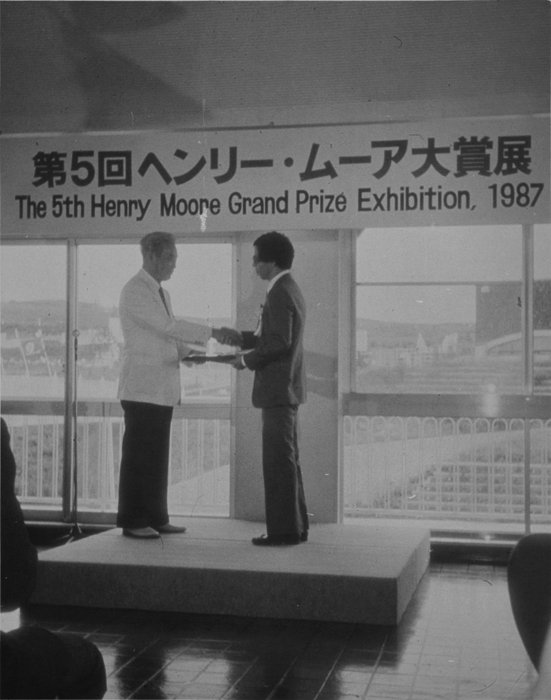 第5回ヘンリー・ムーア大賞展
The 5th Henry Moore Grand Prize Exhibition, 1987